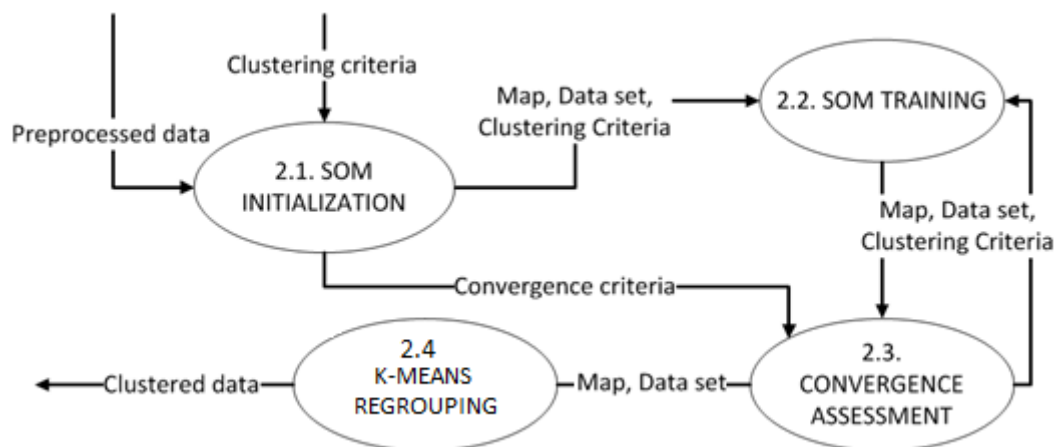 Clustering criteria
Preprocessed data
2.1. SOM
INITIALIZATION
Map, Data set,
Clustering Criteria
2.2. SOM TRAINING
Map, Data set,
Clustering Criteria
Convergence criteria
2.3.
CONVERGENCE
ASSESSMENT
Map, Data set
2.4
K-MEANS
REGROUPING
Clustered data